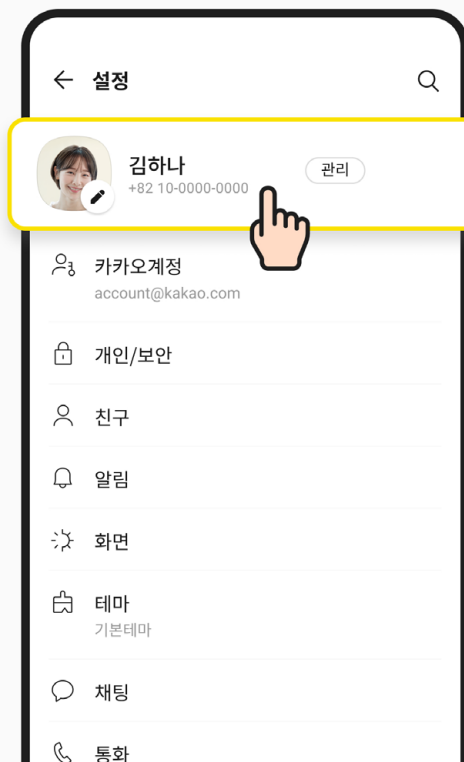 설정
김하나
관리
+82 10-0000-0000
카카오계정
account@kakao.com
개인/보안
친구
알림
화면
테마
기본테마
채팅
통화